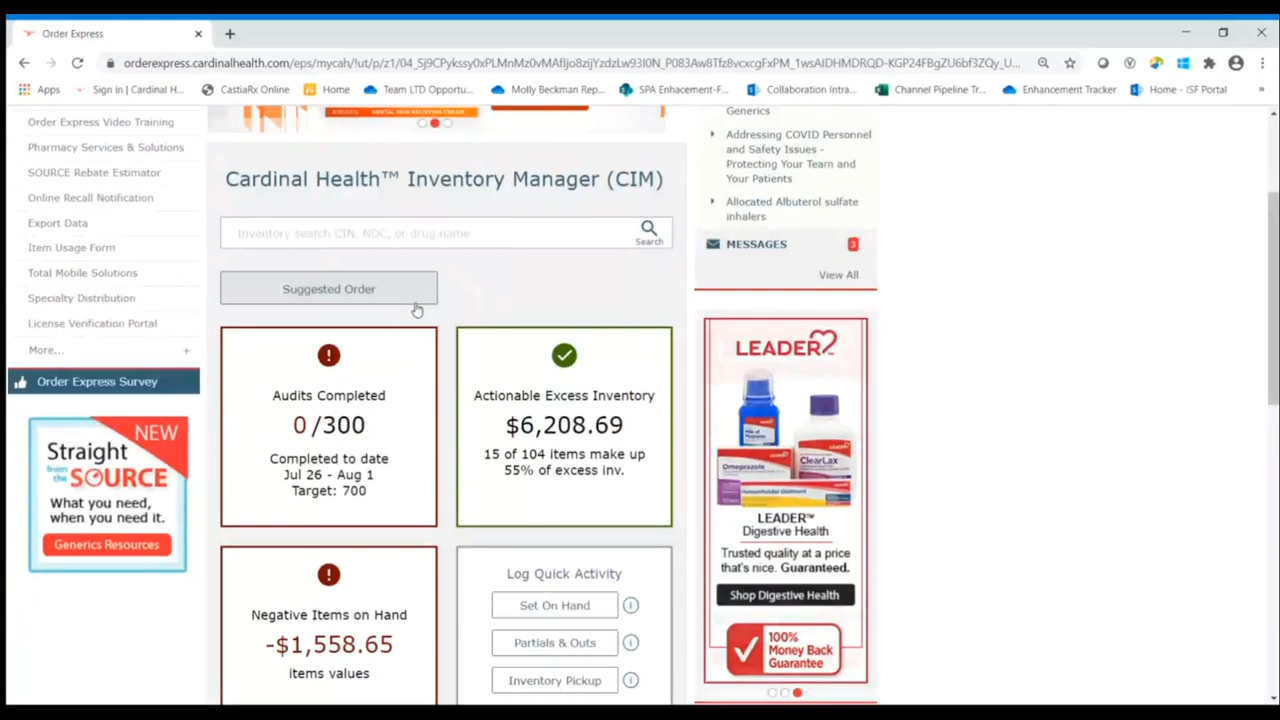 Order Express
orderexpress.cardinalhealth.com/eps/mycah/!ut/p/z1/04_Sj9CPykssy0xPLMnMz0vMAfIjo8zijYzdzLw93I0N_P083Aw8Tfz8vcxcgFxPM_1wsAIDHMDRQD-KGP24FBgZU6bf3ZQy_U...
Apps
Sign in | Cardinal H...
CastiaRx Online
Home
Team LTD Opportu...
Molly Beckman Rep...
SPA Enhacement-F...
Collaboration Intra...
Channel Pipeline Tr...
Enhancement Tracker
Home - ISF Portal
»
Order Express Video Training
Pharmacy Services & Solutions
SOURCE Rebate Estimator
Online Recall Notification
Export Data
Item Usage Form
Total Mobile Solutions
Specialty Distribution
License Verification Portal
More... +
Order Express Survey
NEW
Straight
from the
SOURCE
What you need,
when you need it.
Generics Resources
Cardinal Health™ Inventory Manager (CIM)
Inventory search CIN, NDC, or drug name
Search
Suggested Order
Audits Completed
0/300
Completed to date
Jul 26 - Aug 1
Target: 700
Actionable Excess Inventory
$6,208.69
15 of 104 items make up
55% of excess inv.
Negative Items on Hand
-$1,558.65
items values
Log Quick Activity
Set On Hand
Partials & Outs
Inventory Pickup
Generics
Addressing COVID Personnel
and Safety Issues -
Protecting Your Team and
Your Patients
Allocated Albuterol sulfate
inhalers
MESSAGES 3
View All
LEADER
Milk of
Magnesia
ClearLax
Omeprazole
Hemorrhoidal Ointment
LEADER™
Digestive Health
Trusted quality at a price
that's nice. Guaranteed.
Shop Digestive Health
100%
Money Back
Guarantee